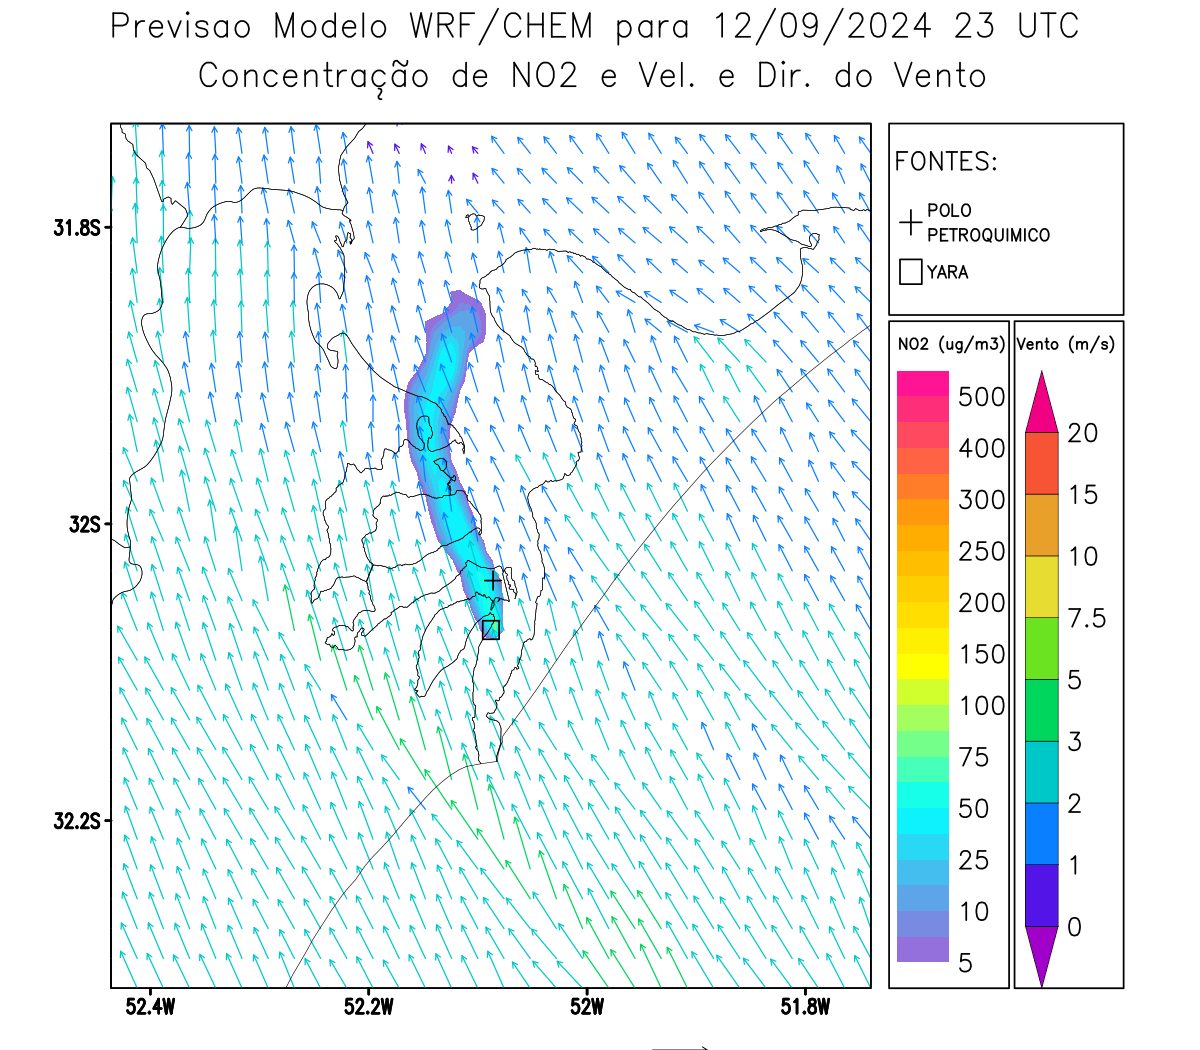 Previsao Modelo WRF/CHEM para 12/09/2024 23 UTC
Concentração de NO2 e Vel. e Dir. do Vento
FONTES:
POLO
PETROQUIMICO
YARA
NO2 (ug/m3)
500
400
300
250
200
150
100
75
50
25
10
5
Vento (m/s)
20
15
10
7.5
5
3
2
1
0
31.8S
32S
32.2S
52.4W 52.2W 52W 51.8W